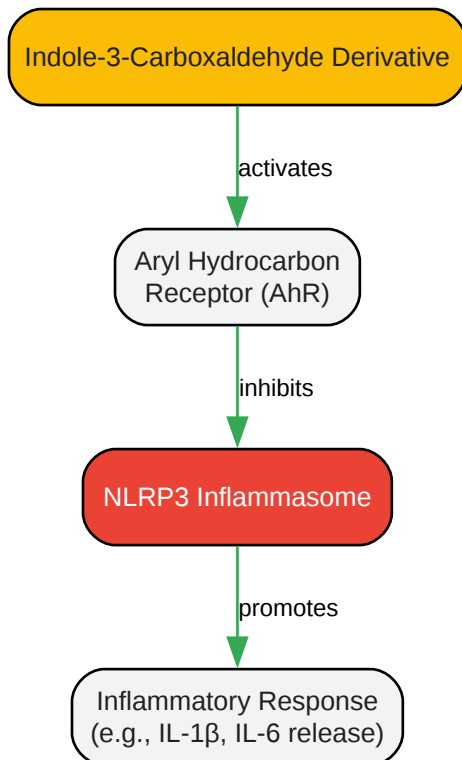 Indole-3-Carboxaldehyde Derivative
activates
Aryl Hydrocarbon
Receptor (AhR)
inhibits
NLRP3 Inflammasome
promotes
Inflammatory Response
(e.g., IL-1β, IL-6 release)